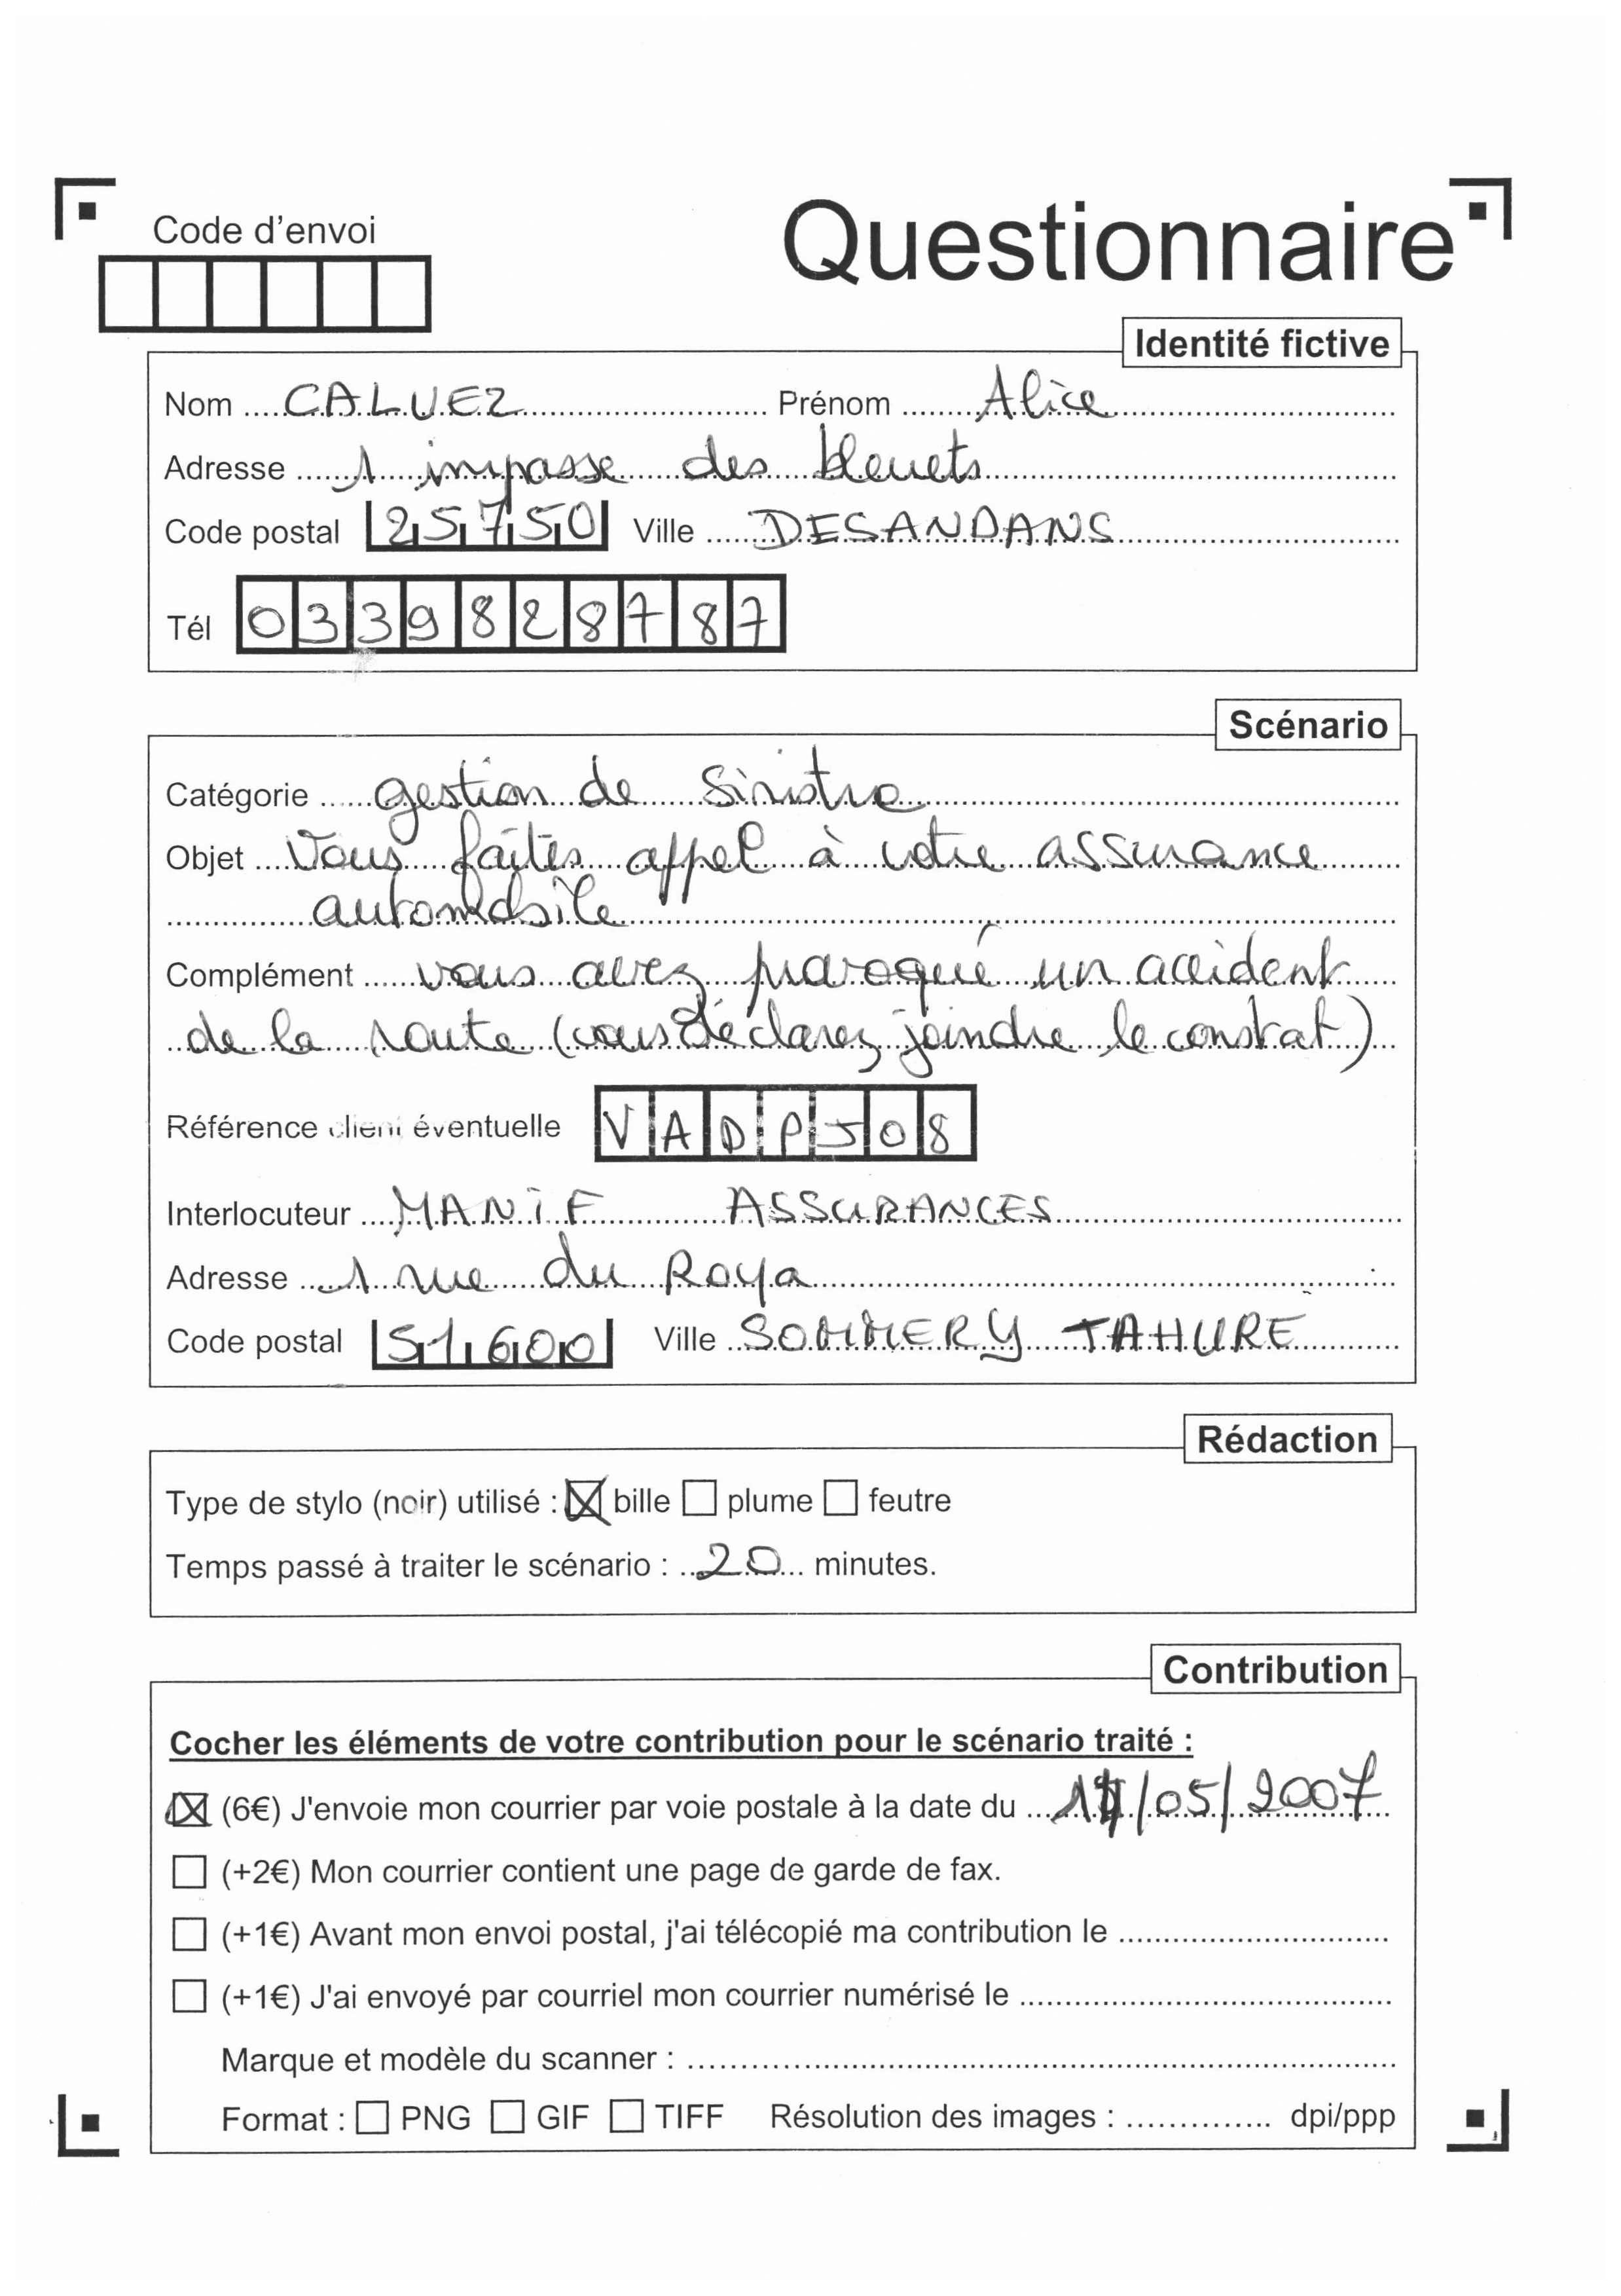 Code d'envoi
Questionnaire
Identité fictive
Nom CALVEZ Prénom Alice
Adresse 1 impasse des bleuets
Code postal 25750 Ville DESANDANS
Tél 0339828787
Scénario
Catégorie gestion de Sinistre
Objet Vous faîtes appel à votre assurance
automobile
Complément vous avez provoqué un accident
de la route (vous déclarez joindre le constat)
Référence client éventuelle VADPJ08
Interlocuteur MANIF ASSURANCES
Adresse 1 rue du Roya
Code postal 51600 Ville SOMMERY TAHURE
Rédaction
Type de stylo (noir) utilisé : bille plume feutre
Temps passé à traiter le scénario : 20 minutes.
Contribution
Cocher les éléments de votre contribution pour le scénario traité :
(6€) J'envoie mon courrier par voie postale à la date du /05/2007
(+2€) Mon courrier contient une page de garde de fax.
(+1€) Avant mon envoi postal, j'ai télécopié ma contribution le
(+1€) J'ai envoyé par courriel mon courrier numérisé le
Marque et modèle du scanner :
Format : PNG GIF TIFF Résolution des images : dpi/ppp